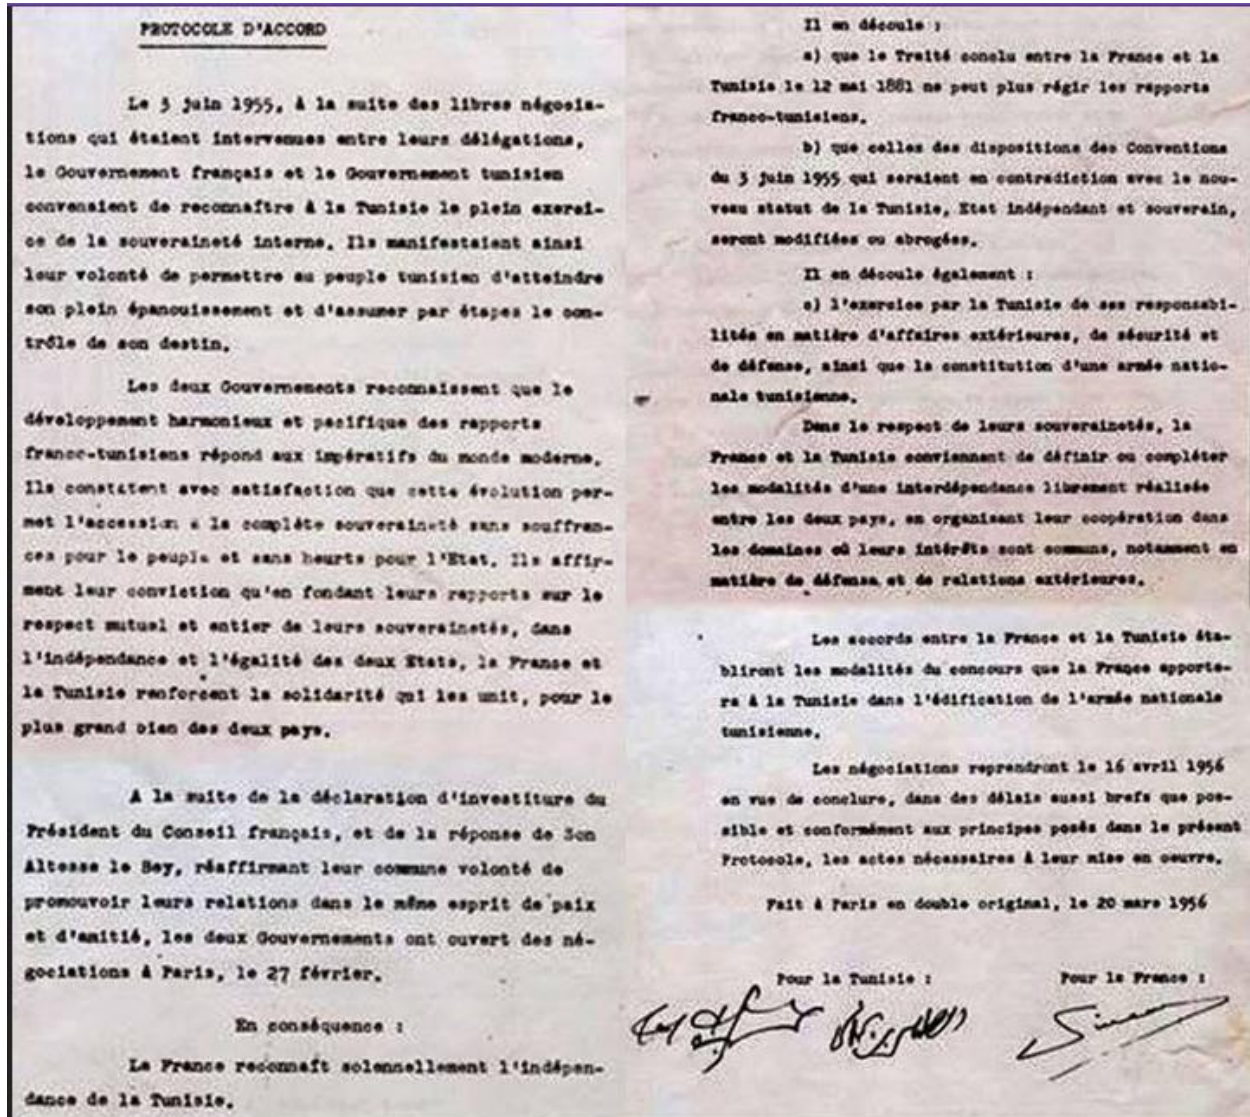 PROTOCOLE D'ACCORD
Le 3 juin 1955, à la suite des libres négocia-
tions qui étaient intervenues entre leurs délégations,
le Gouvernement français et le Gouvernement tunisien
convenaient de reconnaître à la Tunisie le plein exerci-
ce de la souveraineté interne. Ils manifestaient ainsi
leur volonté de permettre au peuple tunisien d'atteindre
son plein épanouissement et d'assumer par étapes le con-
trôle de son destin.
Les deux Gouvernements reconnaissent que le
développement harmonieux et pacifique des rapports
franco-tunisiens répond aux impératifs du monde moderne.
Ils constatent avec satisfaction que cette évolution per-
met l'accession à la complète souveraineté sans souffran-
ces pour le peuple et sans heurts pour l'Etat. Ils affir-
ment leur conviction qu'en fondant leurs rapports sur le
respect mutuel et entier de leurs souverainetés, dans
l'indépendance et l'égalité des deux Etats, la France et
la Tunisie renforcent la solidarité qui les unit, pour le
plus grand bien des deux pays.
A la suite de la déclaration d'investiture du
Président du Conseil français, et de la réponse de Son
Altesse le Bey, réaffirmant leur commune volonté de
promouvoir leurs relations dans le même esprit de paix
et d'amitié, les deux Gouvernements ont ouvert des né-
gociations à Paris, le 27 février.
En conséquence :
La France reconnaît solennellement l'indépen-
dance de la Tunisie.
Il en découle :
a) que le Traité conclu entre la France et la
Tunisie le 12 mai 1881 ne peut plus régir les rapports
franco-tunisiens.
b) que celles des dispositions des Conventions
du 3 juin 1955 qui seraient en contradiction avec le nou-
veau statut de la Tunisie, Etat indépendant et souverain,
seront modifiées ou abrogées.
Il en découle également :
c) l'exercice par la Tunisie de ses responsabi-
lités en matière d'affaires extérieures, de sécurité et
de défense, ainsi que la constitution d'une armée natio-
nale tunisienne.
Dans le respect de leurs souverainetés, la
France et la Tunisie conviennent de définir ou compléter
les modalités d'une interdépendance librement réalisée
entre les deux pays, en organisant leur coopération dans
les domaines où leurs intérêts sont communs, notamment en
matière de défense et de relations extérieures.
Les accords entre la France et la Tunisie éta-
bliront les modalités du concours que la France apporte-
ra à la Tunisie dans l'édification de l'armée nationale
tunisienne.
Les négociations reprendront le 16 avril 1956
en vue de conclure, dans des délais aussi brefs que pos-
sible et conformément aux principes posés dans le présent
Protocole, les actes nécessaires à leur mise en oeuvre.
Fait à Paris en double original, le 20 mars 1956
Pour la Tunisie :
Pour la France :